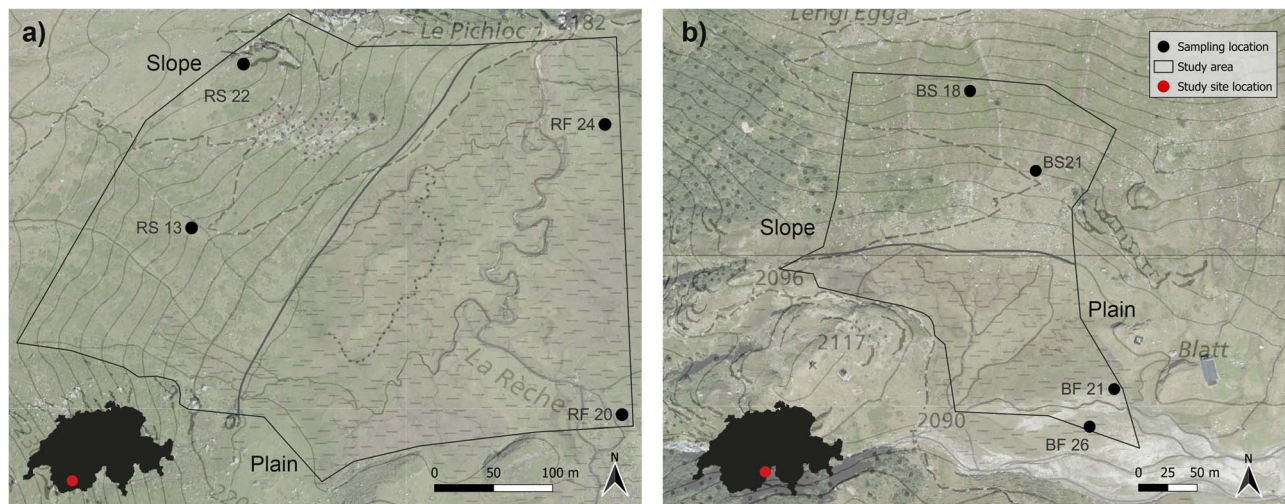 a)
Le Pichloc
2182
Slope
RS 22
RF 24
RS 13
La Rèche
RF 20
Plain
0 50 100 m
N
b)
Lengi Egga
Sampling location
Study area
Study site location
BS 18
BS21
Slope
2096
Plain
2117
Blatt
BF 21
2090
BF 26
0 25 50 m
N